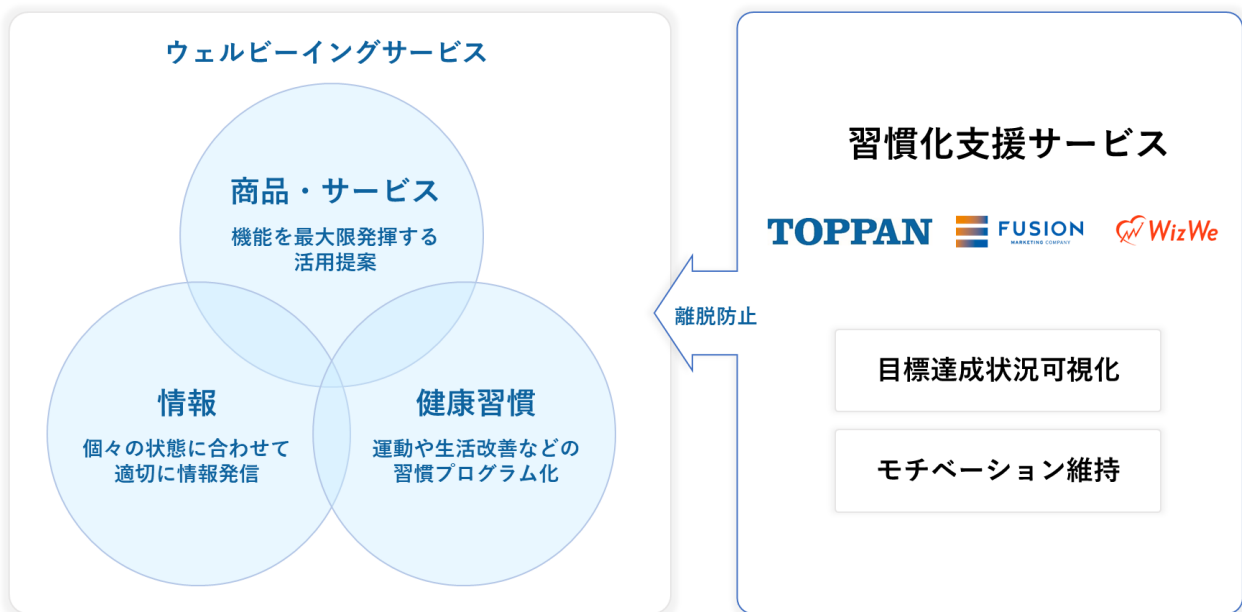 ウェルビーイングサービス
商品・サービス
機能を最大限発揮する
活用提案
情報
個々の状態に合わせて
適切に情報発信
健康習慣
運動や生活改善などの
習慣プログラム化
離脱防止
習慣化支援サービス
TOPPAN
FUSION
MARKETING COMPANY
WizWe
目標達成状況可視化
モチベーション維持